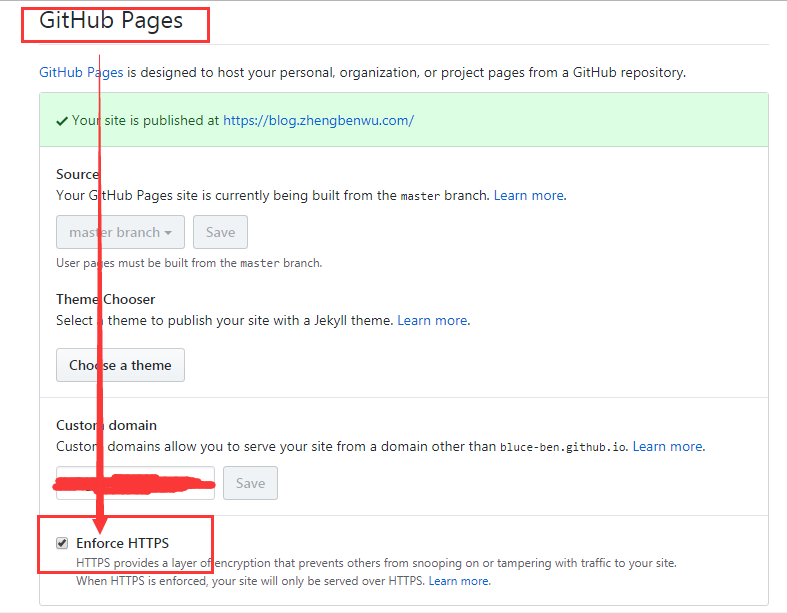 GitHub Pages
GitHub Pages is designed to host your personal, organization, or project pages from a GitHub repository.
Your site is published at https://blog.zhengbenwu.com/
Source
Your GitHub Pages site is currently being built from the master branch. Learn more.
master branch Save
User pages must be built from the master branch.
Theme Chooser
Select a theme to publish your site with a Jekyll theme. Learn more.
Choose a theme
Custom domain
Custom domains allow you to serve your site from a domain other than bluce-ben.github.io. Learn more.
Save
Enforce HTTPS
HTTPS provides a layer of encryption that prevents others from snooping on or tampering with traffic to your site.
When HTTPS is enforced, your site will only be served over HTTPS. Learn more.